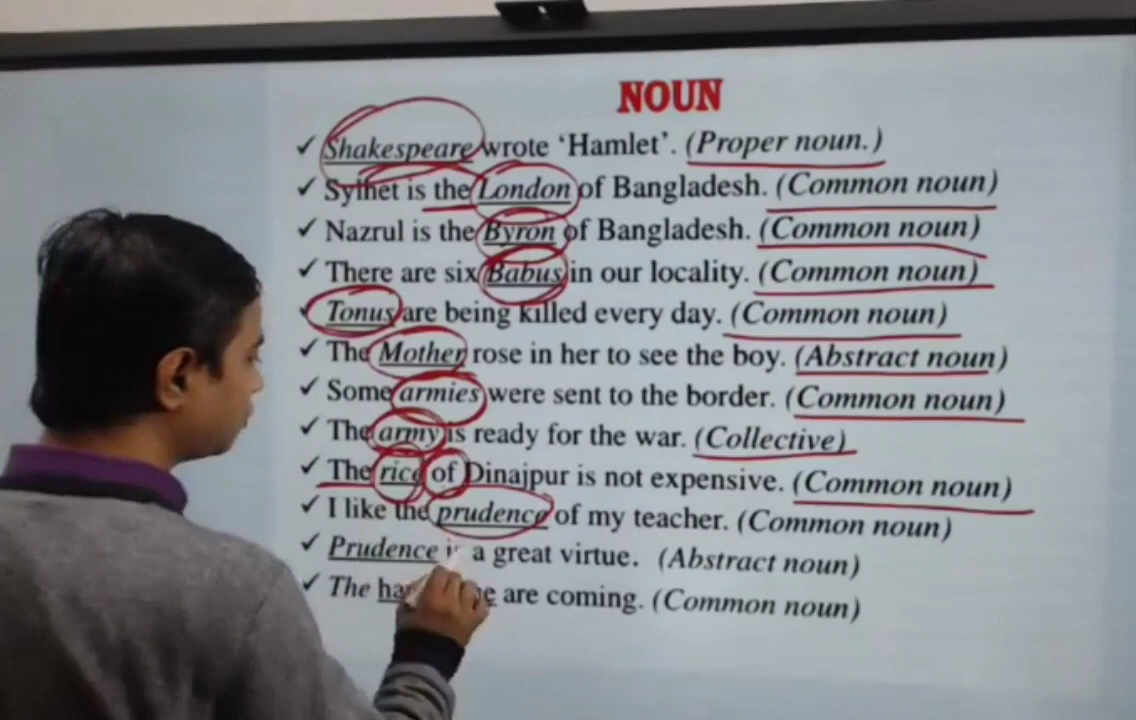 NOUN
✓ Shakespeare wrote ‘Hamlet’. (Proper noun.)
✓ Sylhet is the London of Bangladesh. (Common noun)
✓ Nazrul is the Byron of Bangladesh. (Common noun)
✓ There are six Babus in our locality. (Common noun)
✓ Tonus are being killed every day. (Common noun)
✓ The Mother rose in her to see the boy. (Abstract noun)
✓ Some armies were sent to the border. (Common noun)
✓ The army is ready for the war. (Collective)
✓ The rice of Dinajpur is not expensive. (Common noun)
✓ I like the prudence of my teacher. (Common noun)
✓ Prudence is a great virtue. (Abstract noun)
✓ The are coming. (Common noun)